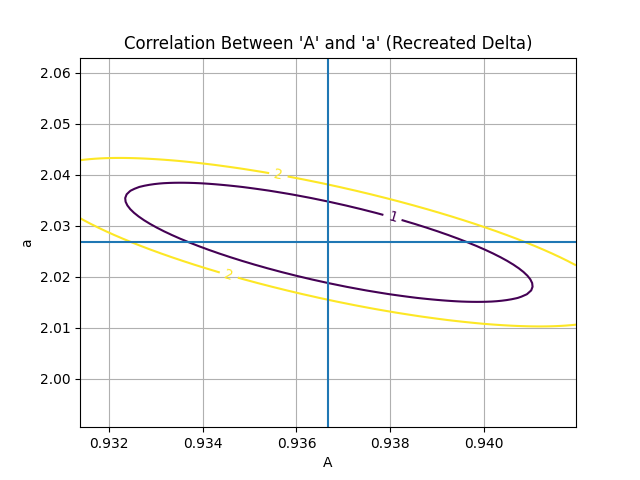 Correlation Between 'A' and 'a' (Recreated Delta)
2.06
2.05
2.04
2.03
2.02
2.01
2.00
a
2
1
2
0.932 0.934 0.936 0.938 0.940
A